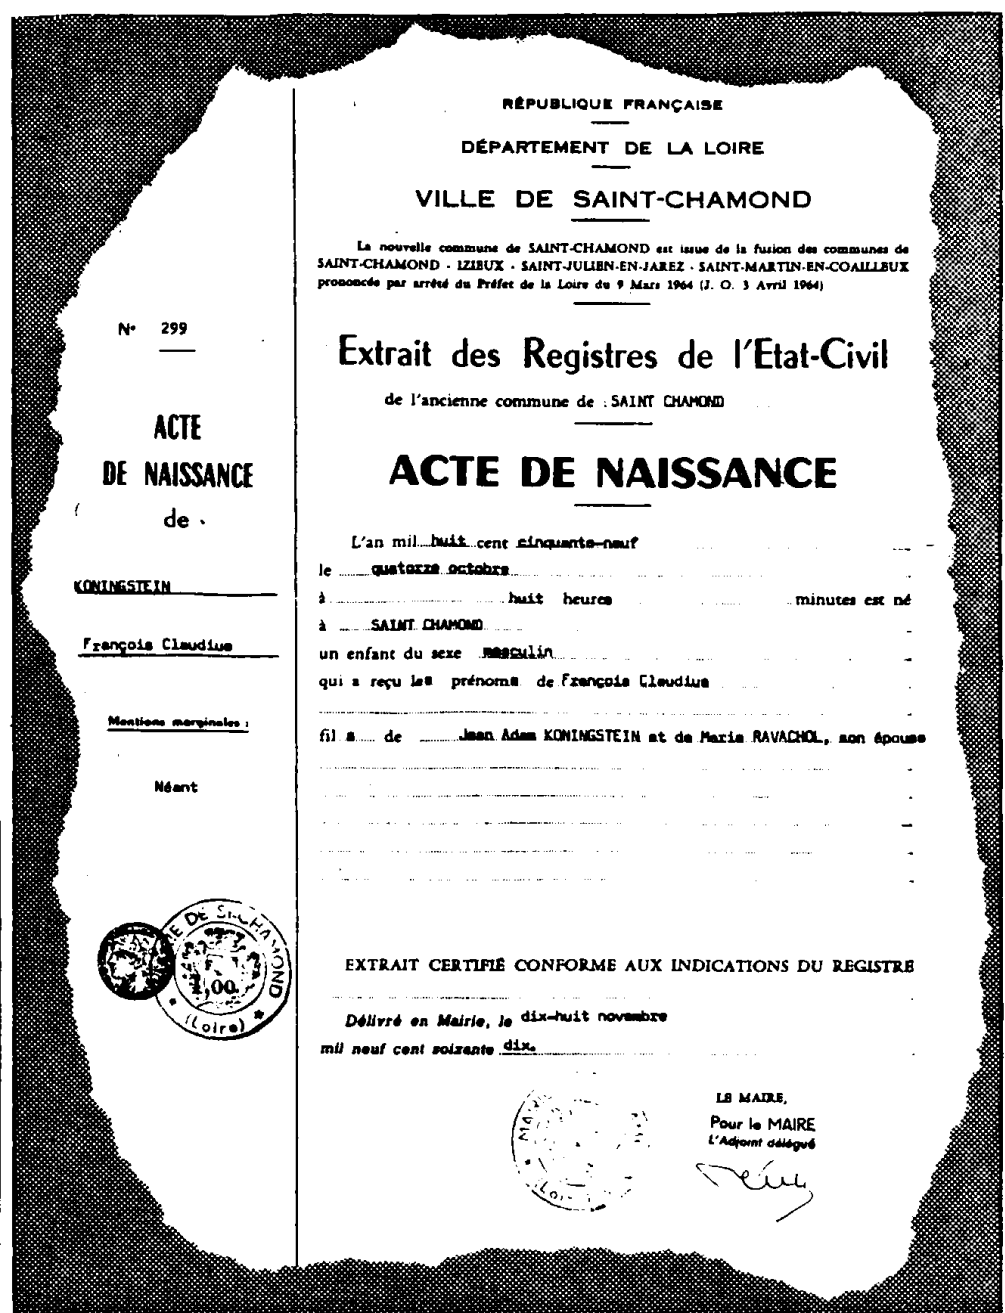 RÉPUBLIQUE FRANÇAISE
DÉPARTEMENT DE LA LOIRE
VILLE DE SAINT-CHAMOND
La nouvelle commune de SAINT-CHAMOND est issue de la fusion des communes de
SAINT-CHAMOND - IZIEUX - SAINT-JULIEN-EN-JAREZ - SAINT-MARTIN-EN-COAILLEUX
prononcée par arrêté du Préfet de la Loire du 9 Mars 1964 (J. O. 3 Avril 1964)
N° 299
ACTE
DE NAISSANCE
de
KONINGSTEIN
François Claudius
Mentions marginales :
Néant
DE ST-CHAMOND
(Loire)
Extrait des Registres de l'Etat-Civil
de l'ancienne commune de : SAINT CHAMOND
ACTE DE NAISSANCE
L'an mil huit cent cinquante-neuf
le quatorze octobre
à huit heures minutes est né
à SAINT CHAMOND
un enfant du sexe masculin
qui a reçu les prénoms de François Claudius
fil s de Jean Adam KONINGSTEIN et de Marie RAVACHOL, son épouse
EXTRAIT CERTIFIÉ CONFORME AUX INDICATIONS DU REGISTRE
Délivré en Mairie, le dix-huit novembre
mil neuf cent soixante dix.
LE MAIRE,
Pour le MAIRE
L'Adjoint délégué